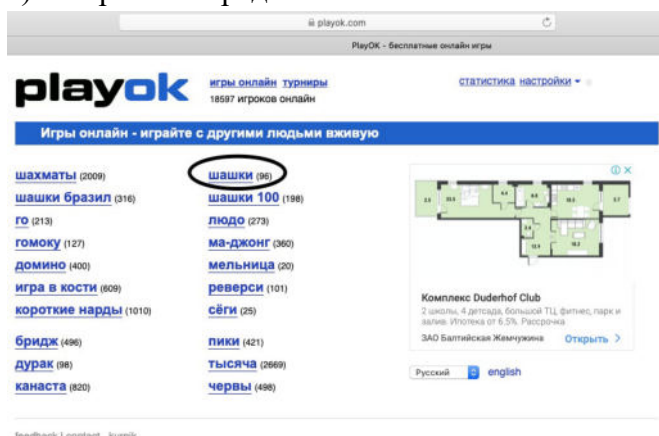 playok.com
PlayOK - бесплатные онлайн игры
playok
игры онлайн турниры
статистика настройки
18597 игроков онлайн
Игры онлайн - играйте с другими людьми вживую
шахматы (2009)
шашки бразил (316)
го (213)
гомоку (127)
домино (400)
игра в кости (609)
короткие нарды (1010)
бридж (496)
дурак (98)
канаста (820)
шашки (96)
шашки 100 (198)
людо (273)
ма-джонг (360)
мельница (20)
реверси (101)
сёги (25)
пики (421)
тысяча (2669)
червы (498)
Комплекс Duderhof Club
2 школы, 4 детсада, большой ТЦ, фитнес, парк и
залив. Ипотека от 6,5%. Рассрочка
ЗАО Балтийская Жемчужина
Открыть >
Русский
english